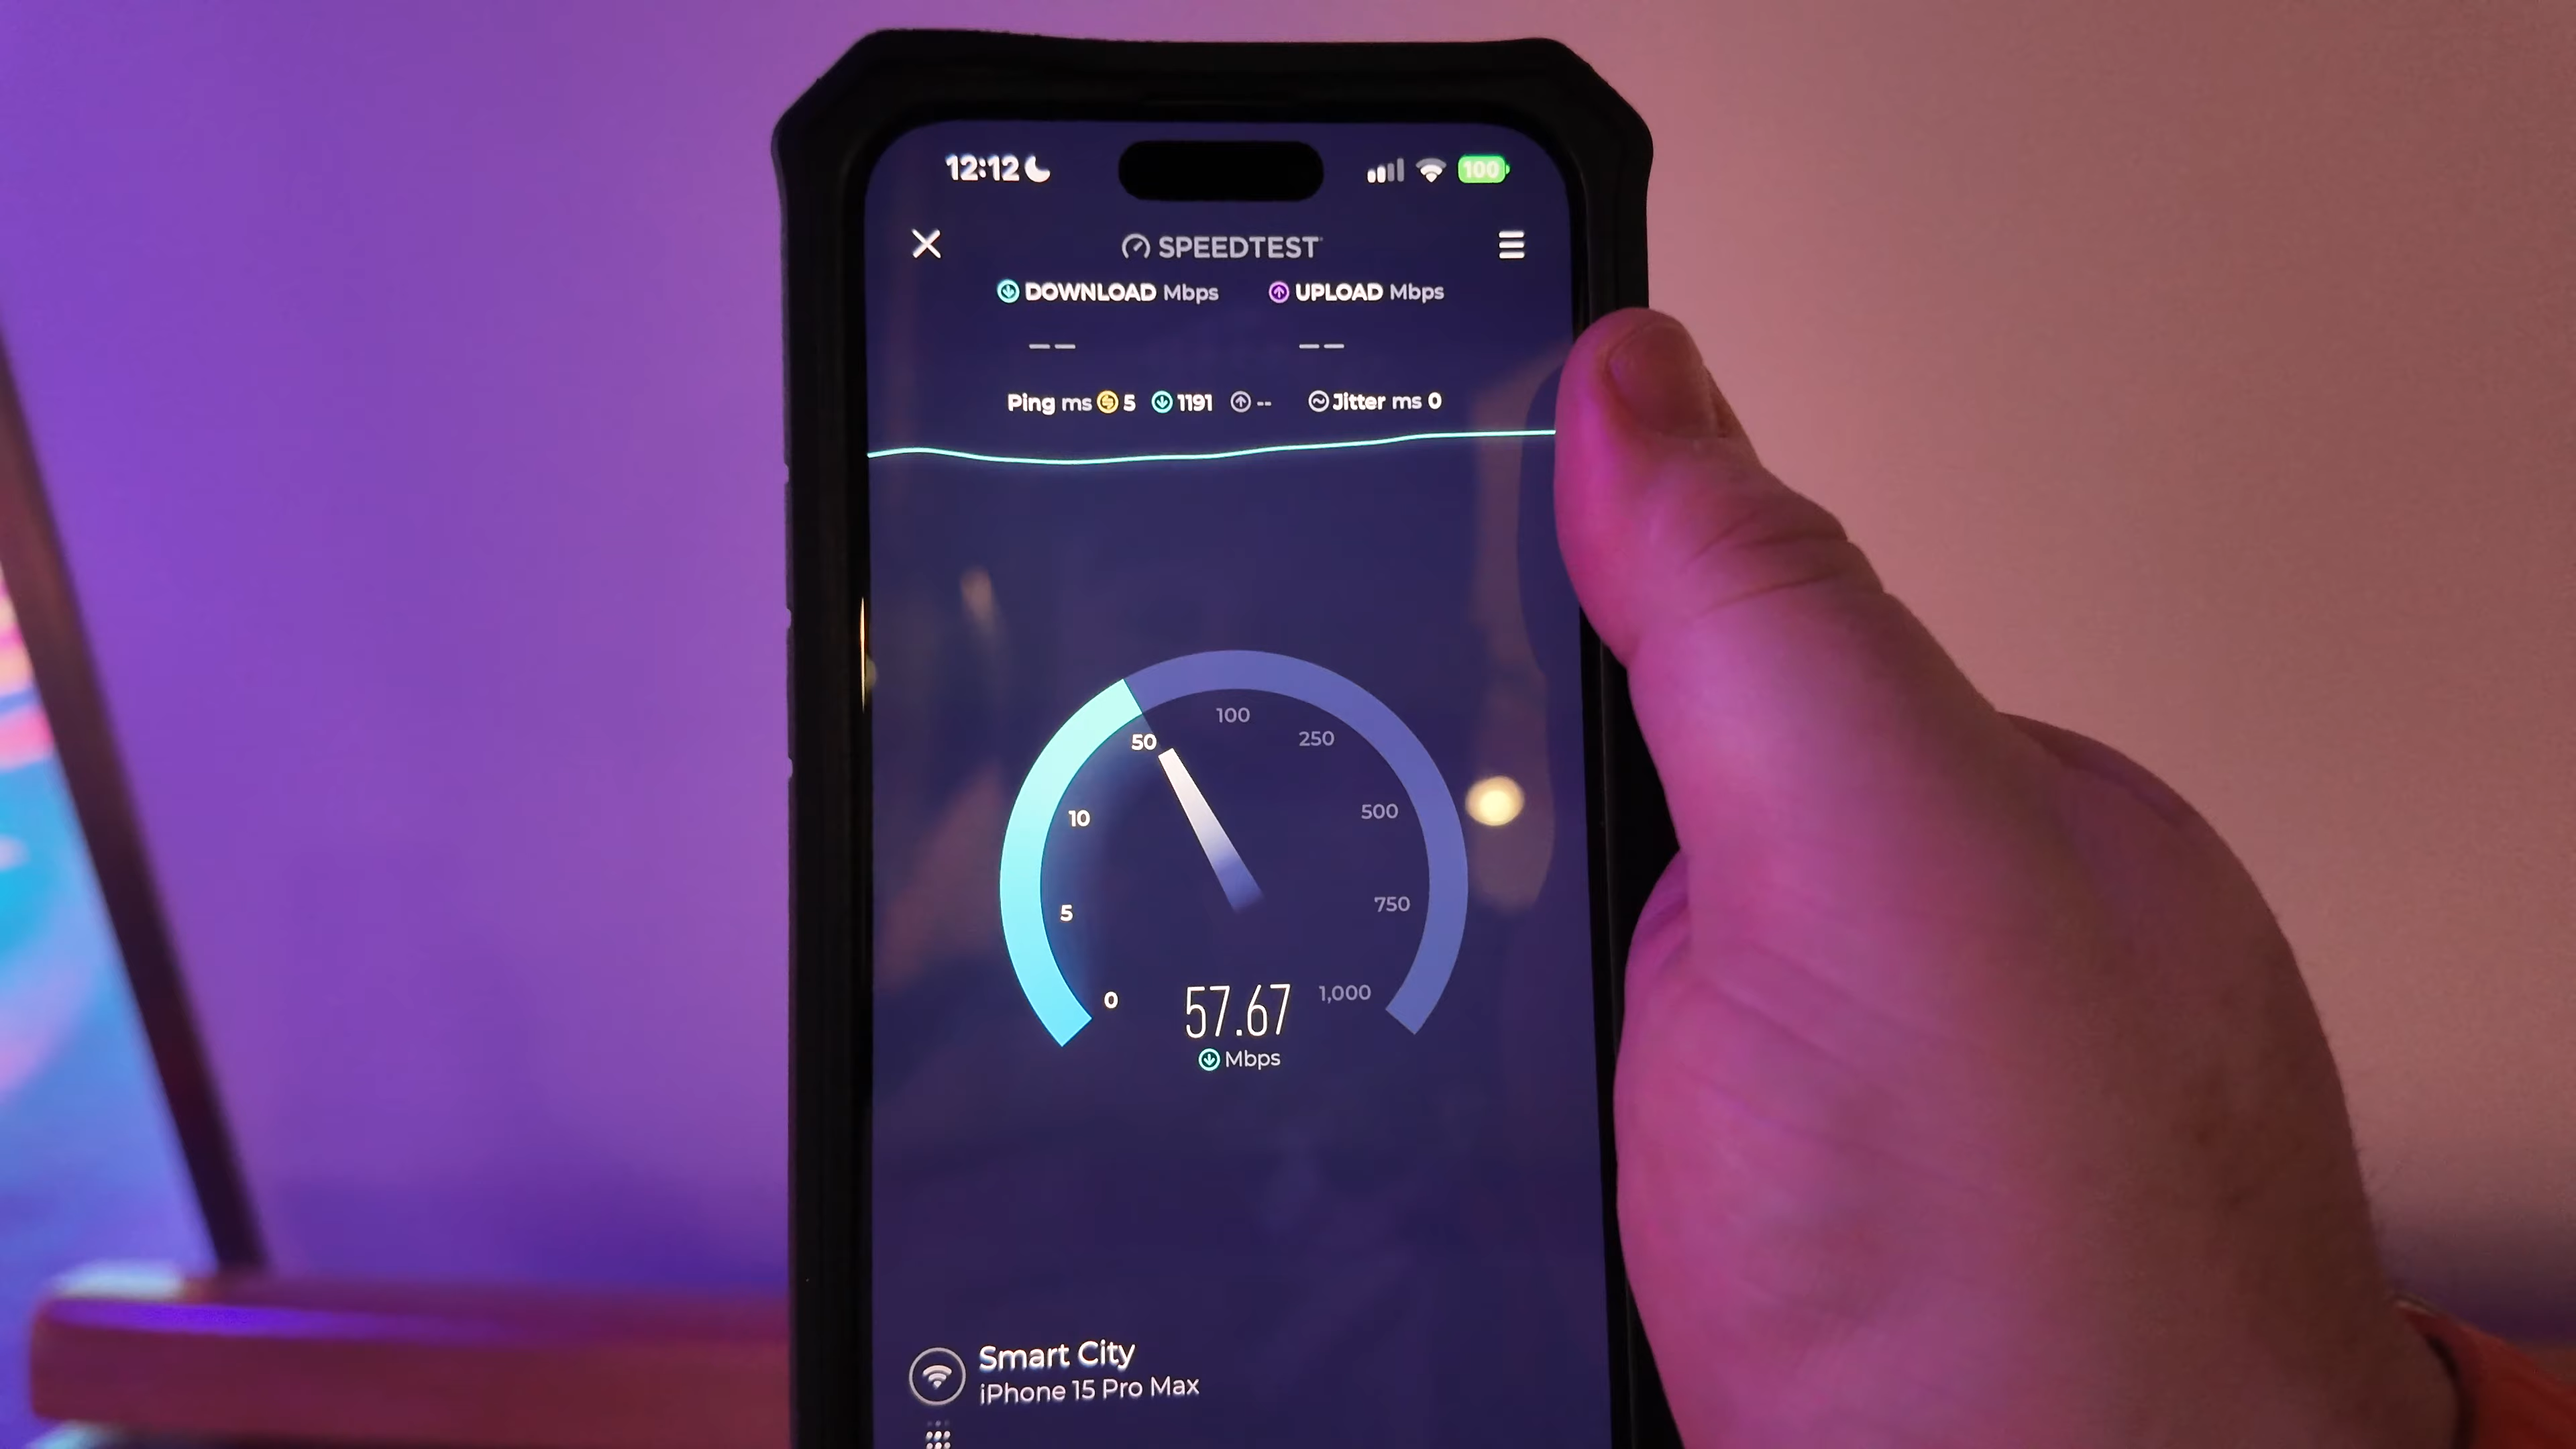 12:12
100
SPEEDTEST
DOWNLOAD Mbps UPLOAD Mbps
-- --
Ping ms 5 1191 -- Jitter ms 0
100
50 250
10 500
5 750
0 57.67 1,000
Mbps
Smart City
iPhone 15 Pro Max